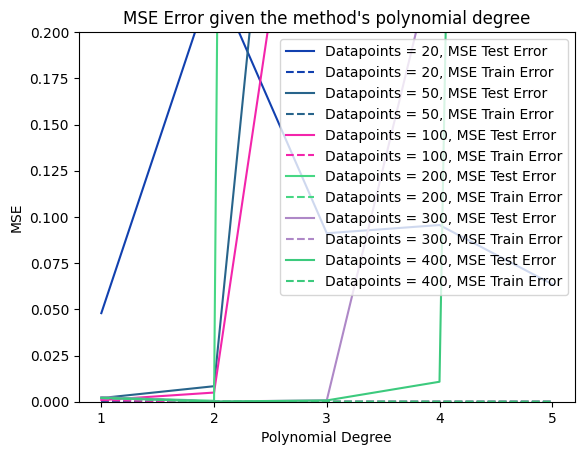 MSE Error given the method's polynomial degree
0.200
0.175
0.150
0.125
0.100
0.075
0.050
0.025
0.000
MSE
Datapoints = 20, MSE Test Error
Datapoints = 20, MSE Train Error
Datapoints = 50, MSE Test Error
Datapoints = 50, MSE Train Error
Datapoints = 100, MSE Test Error
Datapoints = 100, MSE Train Error
Datapoints = 200, MSE Test Error
Datapoints = 200, MSE Train Error
Datapoints = 300, MSE Test Error
Datapoints = 300, MSE Train Error
Datapoints = 400, MSE Test Error
Datapoints = 400, MSE Train Error
1 2 3 4 5
Polynomial Degree